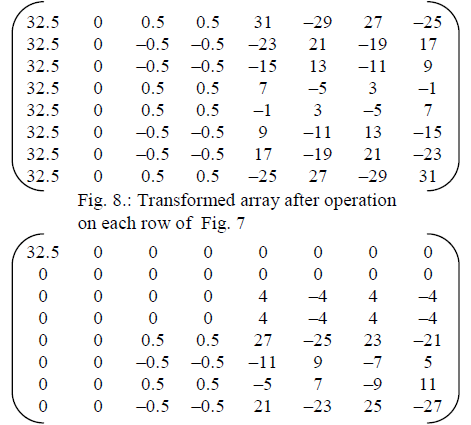 32.5 0 0.5 0.5 31 –29 27 –25
32.5 0 –0.5 –0.5 –23 21 –19 17
32.5 0 –0.5 –0.5 –15 13 –11 9
32.5 0 0.5 0.5 7 –5 3 –1
32.5 0 0.5 0.5 –1 3 –5 7
32.5 0 –0.5 –0.5 9 –11 13 –15
32.5 0 –0.5 –0.5 17 –19 21 –23
32.5 0 0.5 0.5 –25 27 –29 31
Fig. 8.: Transformed array after operation
on each row of Fig. 7
32.5 0 0 0 0 0 0 0
0 0 0 0 0 0 0 0
0 0 0 0 4 –4 4 –4
0 0 0 0 4 –4 4 –4
0 0 0.5 0.5 27 –25 23 –21
0 0 –0.5 –0.5 –11 9 –7 5
0 0 0.5 0.5 –5 7 –9 11
0 0 –0.5 –0.5 21 –23 25 –27